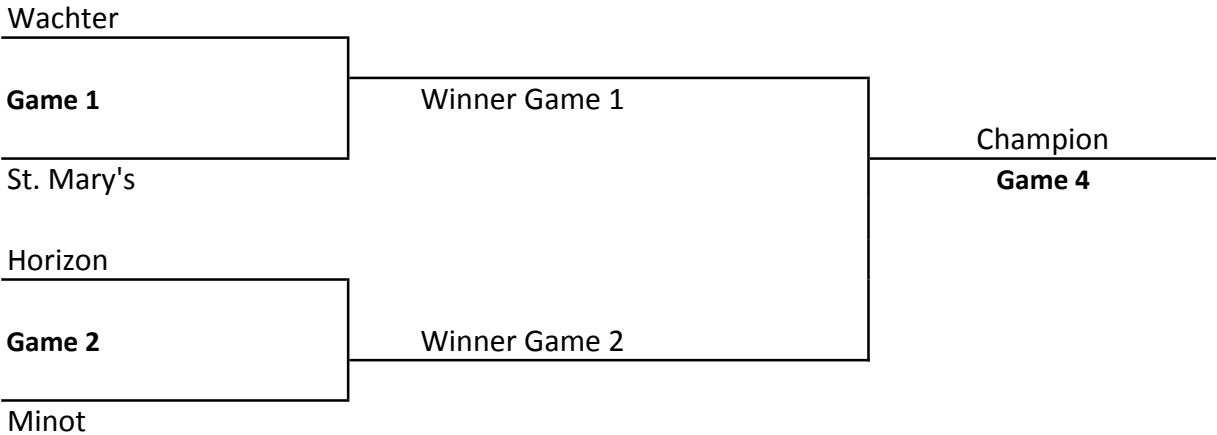 Wachter
Game 1
Winner Game 1
Champion
St. Mary's
Game 4
Horizon
Game 2
Winner Game 2
Minot